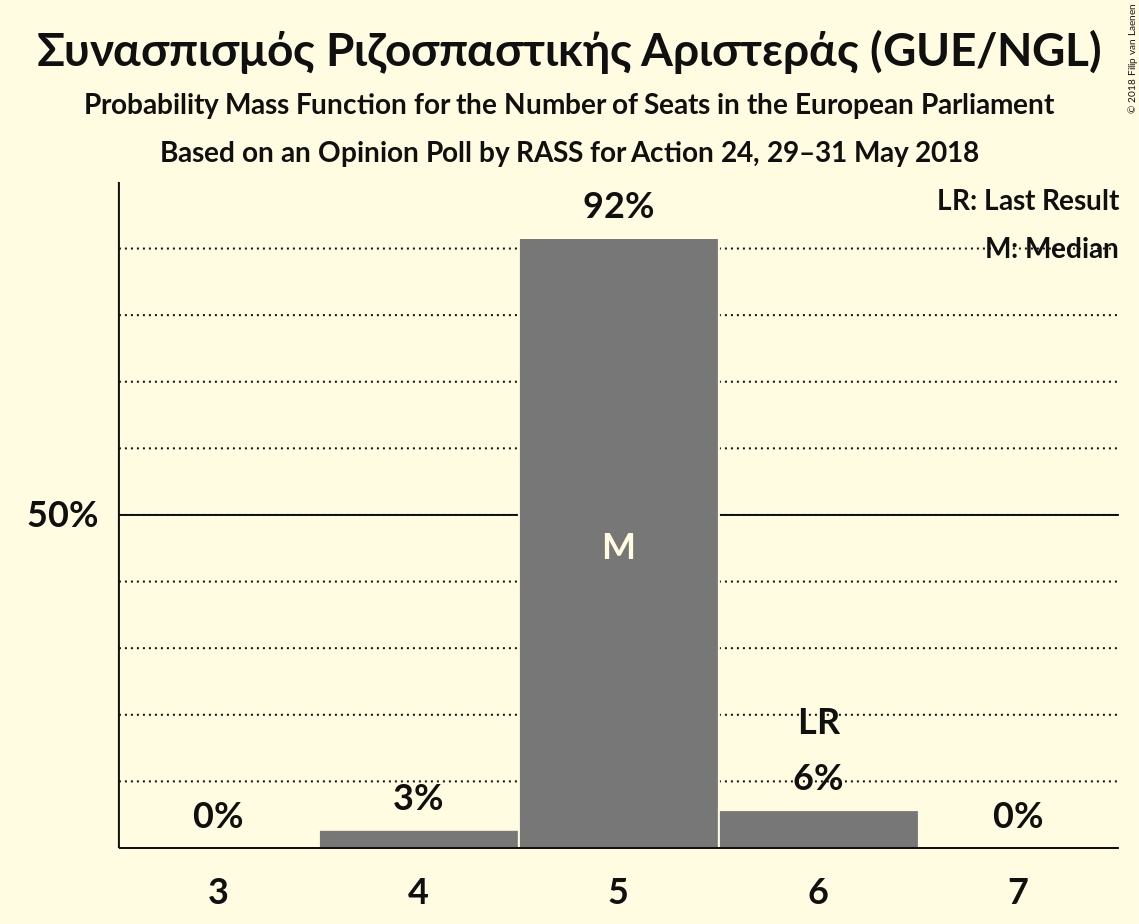 Συνασπισμός Ριζοσπαστικής Αριστεράς (GUE/NGL)
Probability Mass Function for the Number of Seats in the European Parliament
Based on an Opinion Poll by RASS for Action 24, 29–31 May 2018
© 2018 Filip van Laenen
LR: Last Result
M: Median
92%
50%
M
LR
6%
3%
0%
0%
3 4 5 6 7